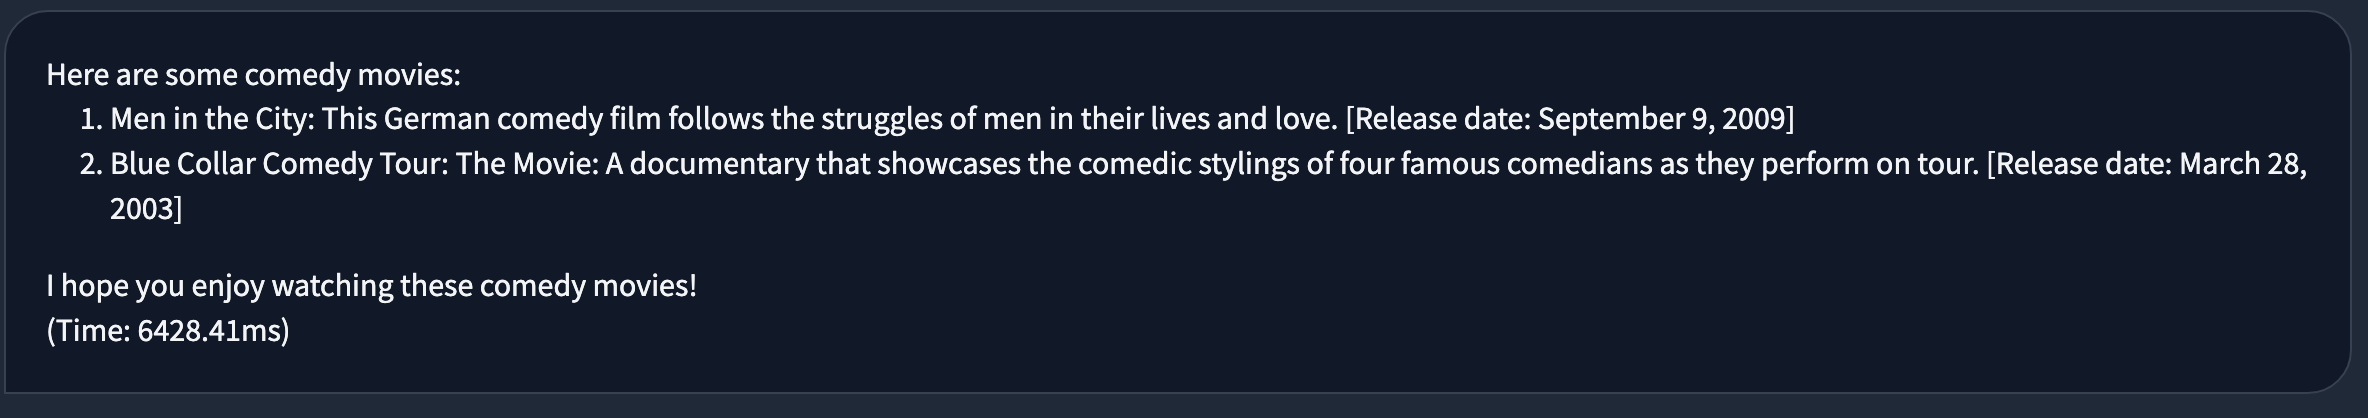 Here are some comedy movies:
1. Men in the City: This German comedy film follows the struggles of men in their lives and love. [Release date: September 9, 2009]
2. Blue Collar Comedy Tour: The Movie: A documentary that showcases the comedic stylings of four famous comedians as they perform on tour. [Release date: March 28,
2003]
I hope you enjoy watching these comedy movies!
(Time: 6428.41ms)